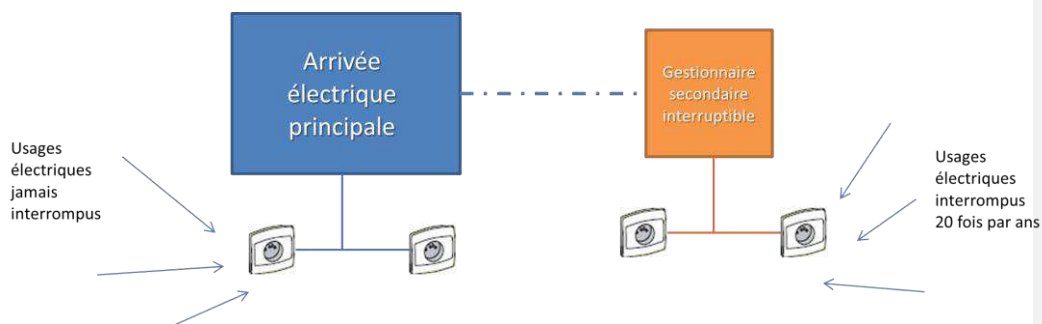 Arrivée
électrique
principale
Gestionnaire
secondaire
interruptible
Usages
électriques
jamais
interrompus
Usages
électriques
interrompus
20 fois par ans